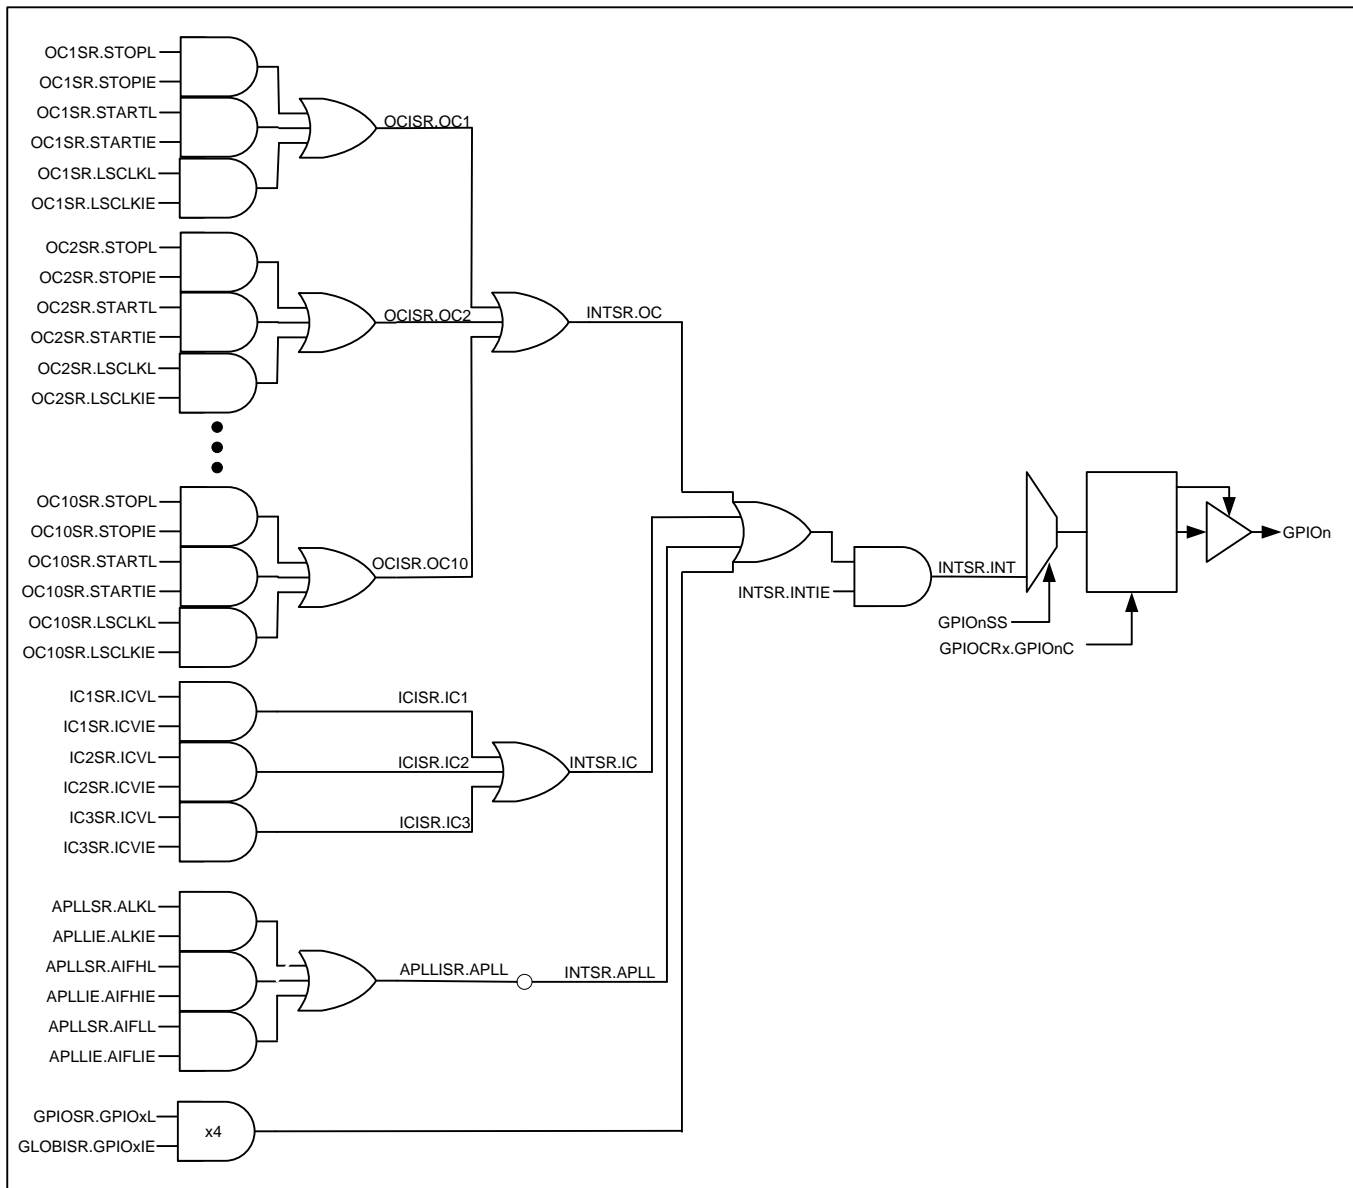 OC1SR.STOPL
OC1SR.STOPIE
OC1SR.STARTL
OC1SR.STARTIE
OC1SR.LSCLKL
OC1SR.LSCLKIE
OCISR.OC1
OC2SR.STOPL
OC2SR.STOPIE
OC2SR.STARTL
OC2SR.STARTIE
OC2SR.LSCLKL
OC2SR.LSCLKIE
OCISR.OC2
INTSR.OC
OC10SR.STOPL
OC10SR.STOPIE
OC10SR.STARTL
OC10SR.STARTIE
OC10SR.LSCLKL
OC10SR.LSCLKIE
OCISR.OC10
INTSR.INTIE
INTSR.INT
GPIOn
GPIOnSS
GPIOCRx.GPIOnC
IC1SR.ICVL
IC1SR.ICVIE
IC2SR.ICVL
IC2SR.ICVIE
IC3SR.ICVL
IC3SR.ICVIE
ICISR.IC1
ICISR.IC2
ICISR.IC3
INTSR.IC
APLLSR.ALKL
APLLIE.ALKIE
APLLSR.AIFHL
APLLIE.AIFHIE
APLLSR.AIFLL
APLLIE.AIFLIE
APLLISR.APLL
INTSR.APLL
GPIOSR.GPIOxL
GLOBISR.GPIOxIE
x4